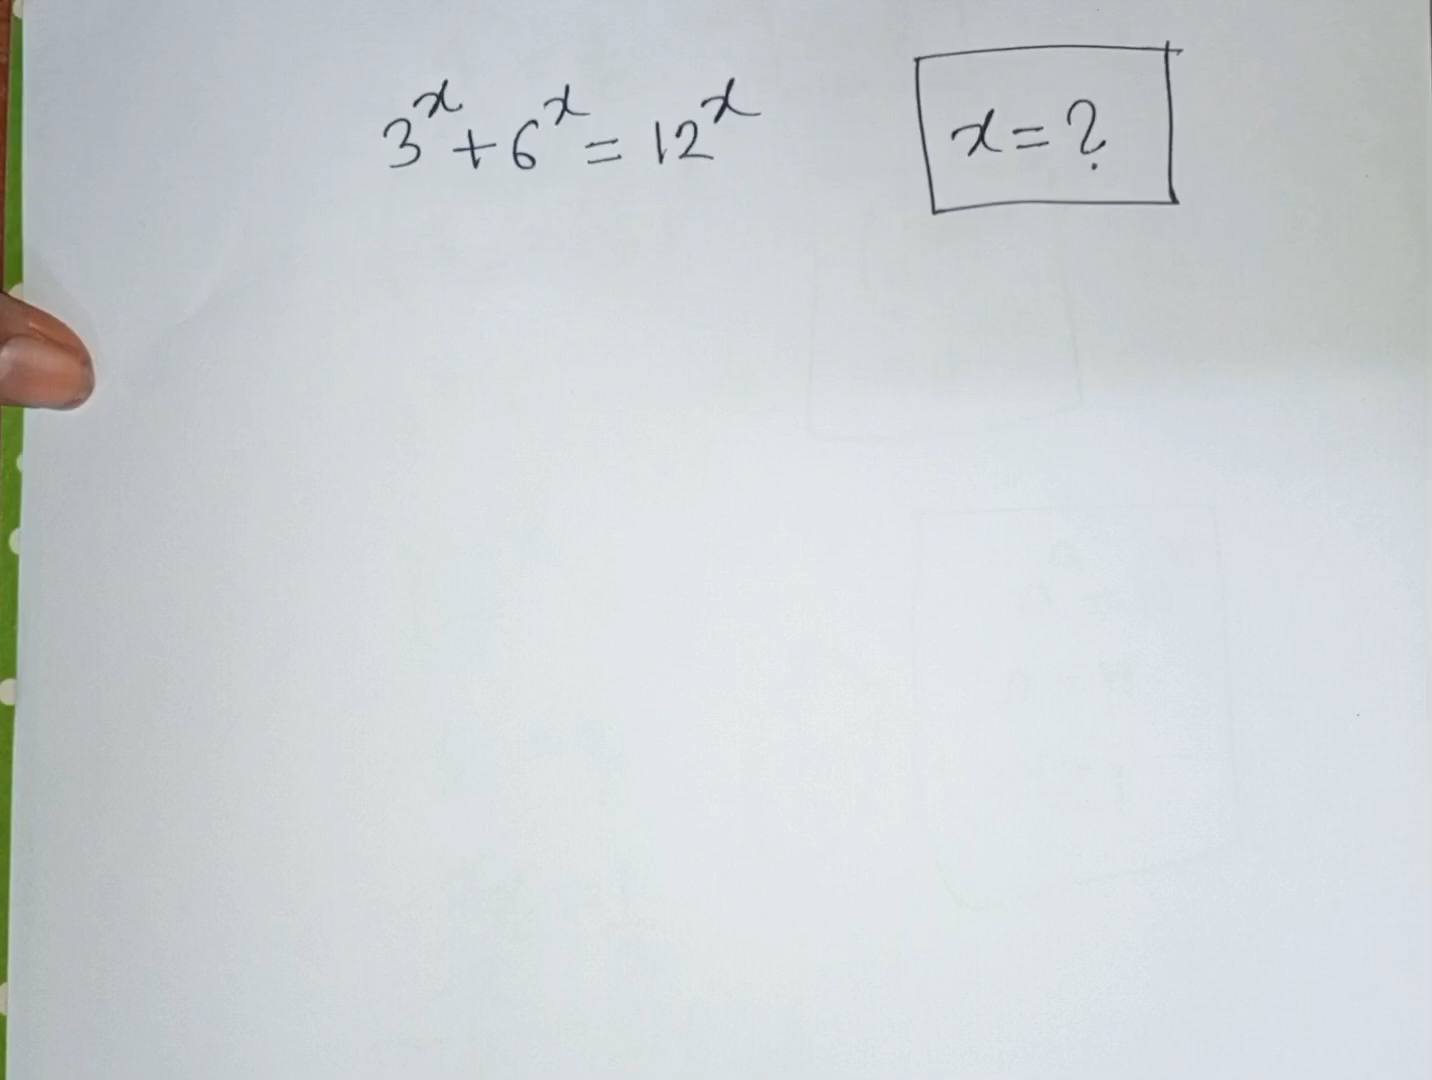 3^x + 6^x = 12^x
x = ?